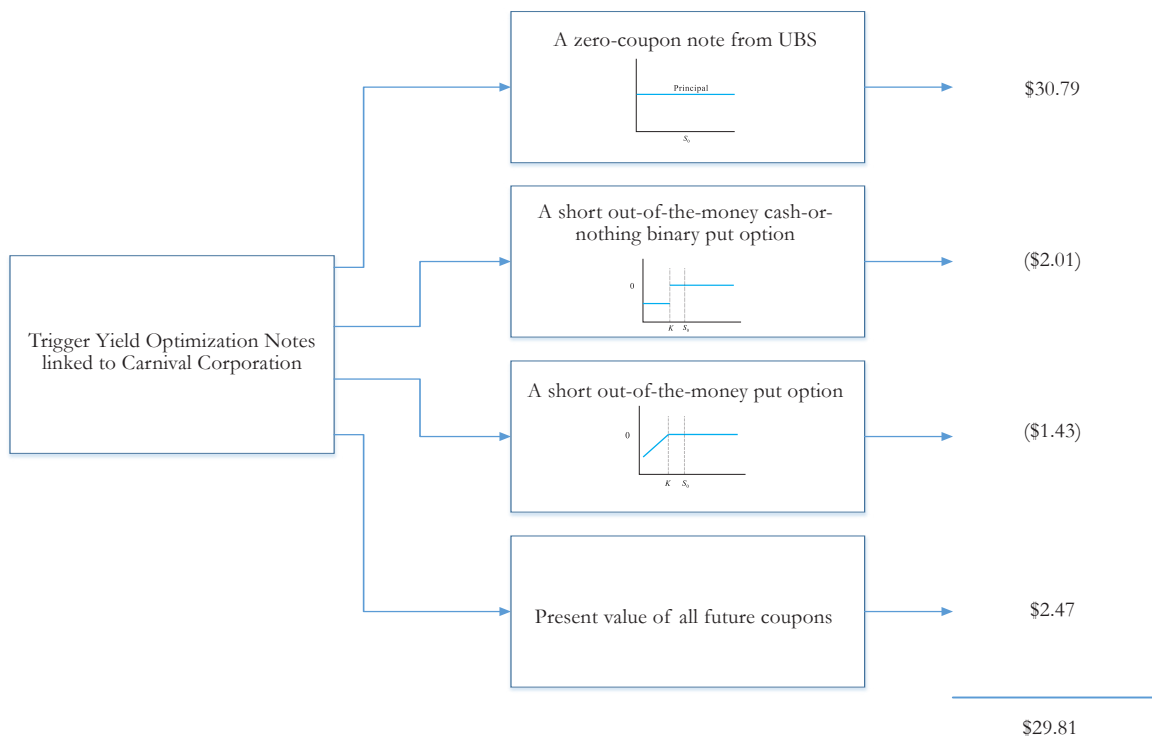 A zero-coupon note from UBS
Principal
S0
$30.79
A short out-of-the-money cash-or-
nothing binary put option
0
K S0
($2.01)
Trigger Yield Optimization Notes
linked to Carnival Corporation
A short out-of-the-money put option
0
K S0
($1.43)
Present value of all future coupons
$2.47
$29.81